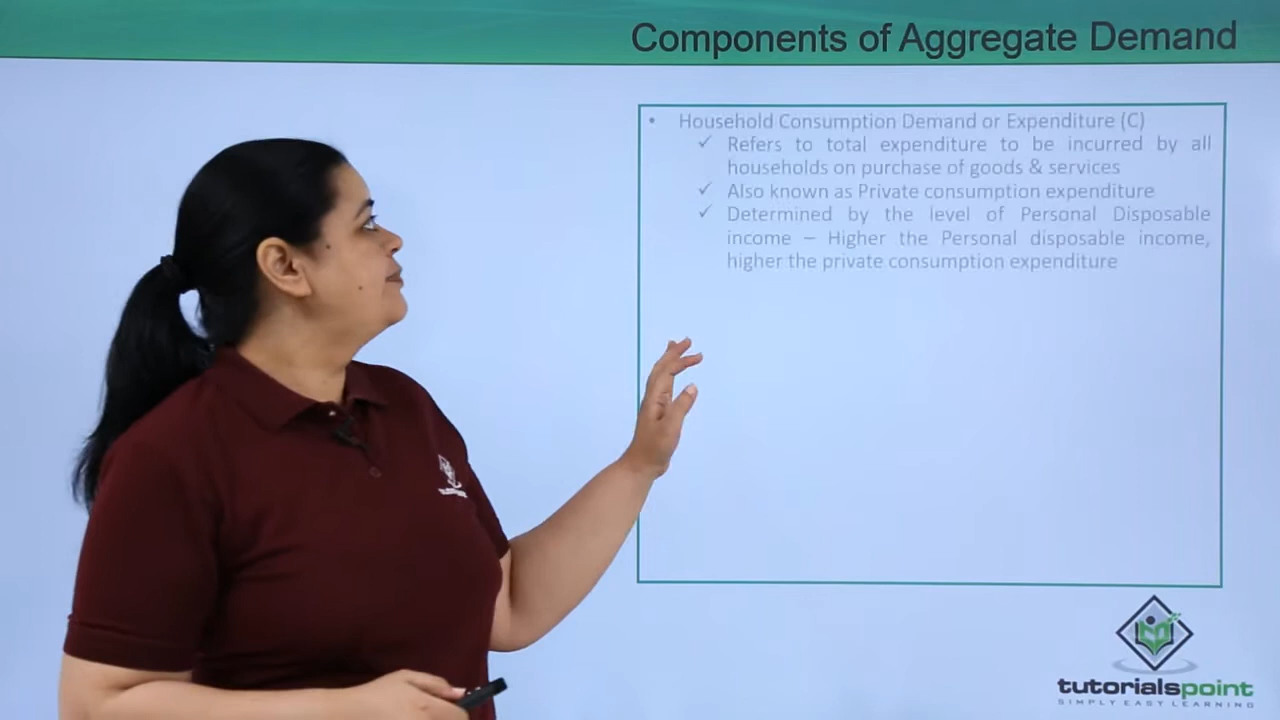 Components of Aggregate Demand
• Household Consumption Demand or Expenditure (C)
✓ Refers to total expenditure to be incurred by all
households on purchase of goods & services
✓ Also known as Private consumption expenditure
✓ Determined by the level of Personal Disposable
income – Higher the Personal disposable income,
higher the private consumption expenditure
tutorialspoint
SIMPLY EASY LEARNING